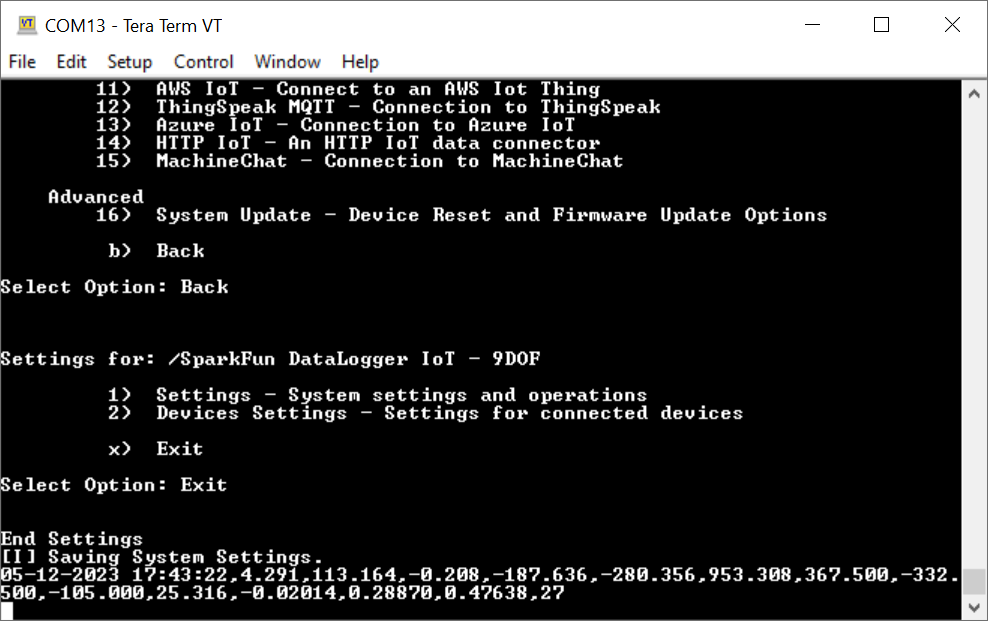 COM13 - Tera Term VT
File Edit Setup Control Window Help
11) AWS IoT - Connect to an AWS Iot Thing
12) ThingSpeak MQTT - Connection to ThingSpeak
13) Azure IoT - Connection to Azure IoT
14) HTTP IoT - An HTTP IoT data connector
15) MachineChat - Connection to MachineChat
Advanced
16) System Update - Device Reset and Firmware Update Options
b) Back
Select Option: Back
Settings for: /SparkFun DataLogger IoT - 9DOF
1) Settings - System settings and operations
2) Devices Settings - Settings for connected devices
x) Exit
Select Option: Exit
End Settings
[I] Saving System Settings.
05-12-2023 17:43:22,4.291,113.164,-0.208,-187.636,-280.356,953.308,367.500,-332.
500,-105.000,25.316,-0.02014,0.28870,0.47638,27